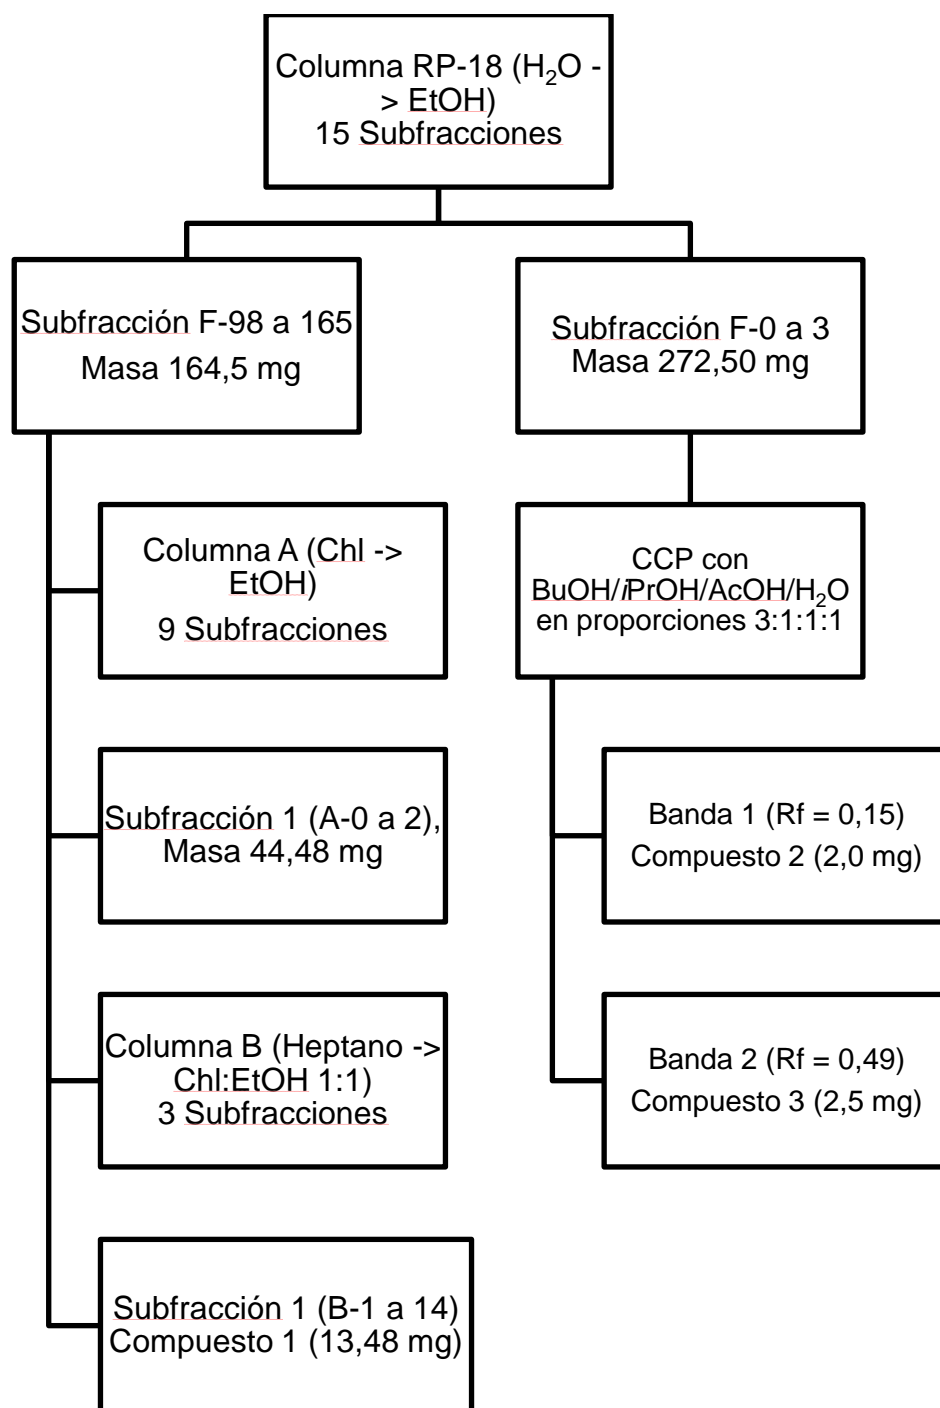 Columna RP-18 (H₂O -
> EtOH)
15 Subfracciones
Subfracción F-98 a 165
Masa 164,5 mg
Subfracción F-0 a 3
Masa 272,50 mg
Columna A (Chl ->
EtOH)
9 Subfracciones
CCP con
BuOH/iPrOH/AcOH/H₂O
en proporciones 3:1:1:1
Subfracción 1 (A-0 a 2),
Masa 44,48 mg
Banda 1 (Rf = 0,15)
Compuesto 2 (2,0 mg)
Columna B (Heptano ->
Chl:EtOH 1:1)
3 Subfracciones
Banda 2 (Rf = 0,49)
Compuesto 3 (2,5 mg)
Subfracción 1 (B-1 a 14)
Compuesto 1 (13,48 mg)